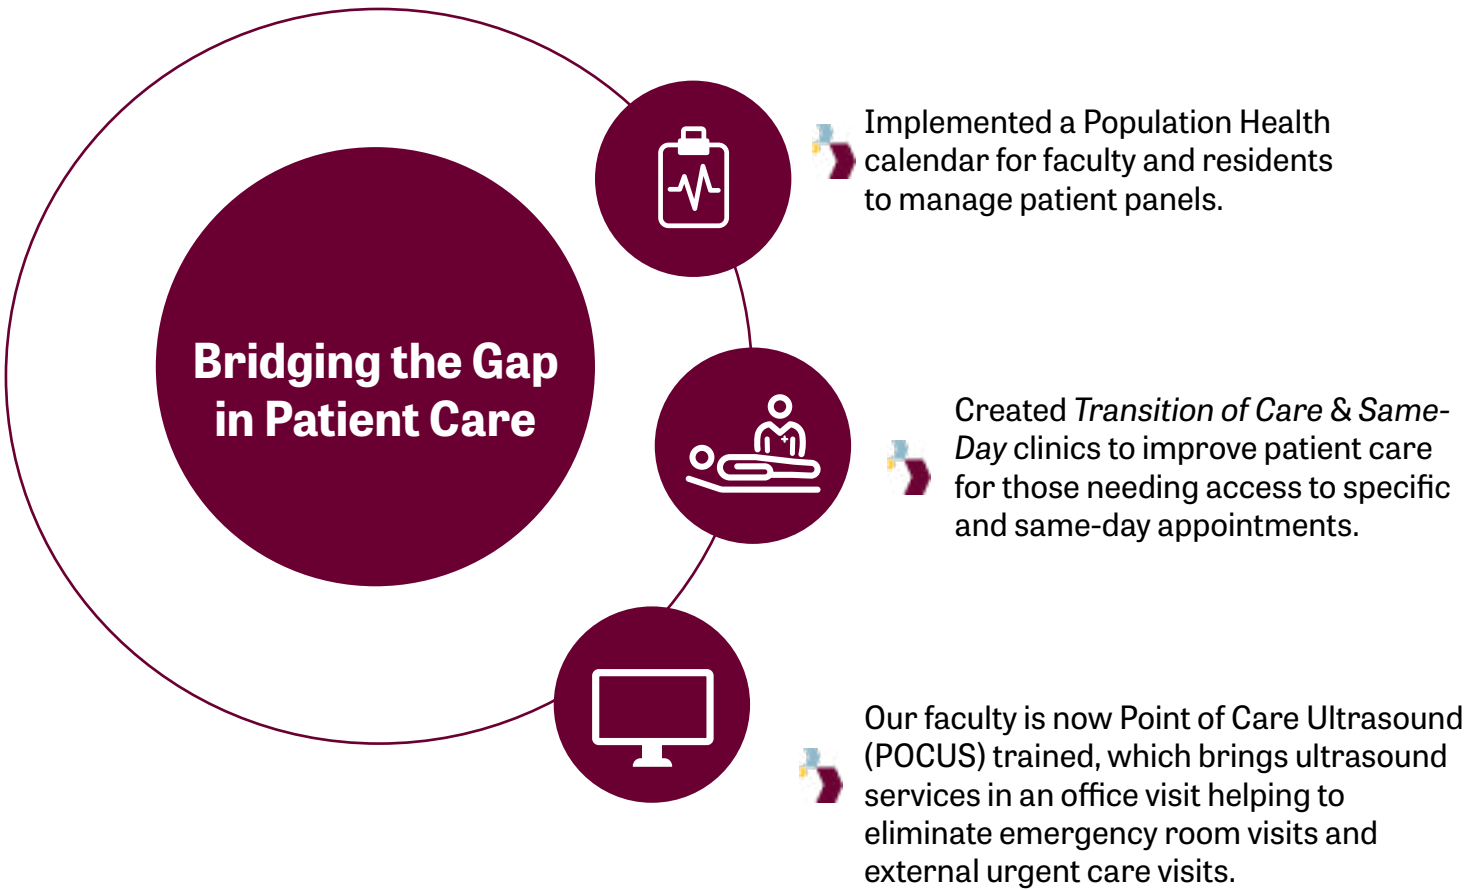 Bridging the Gap
in Patient Care
Implemented a Population Health
calendar for faculty and residents
to manage patient panels.
Created Transition of Care & Same-
Day clinics to improve patient care
for those needing access to specific
and same-day appointments.
Our faculty is now Point of Care Ultrasound
(POCUS) trained, which brings ultrasound
services in an office visit helping to
eliminate emergency room visits and
external urgent care visits.